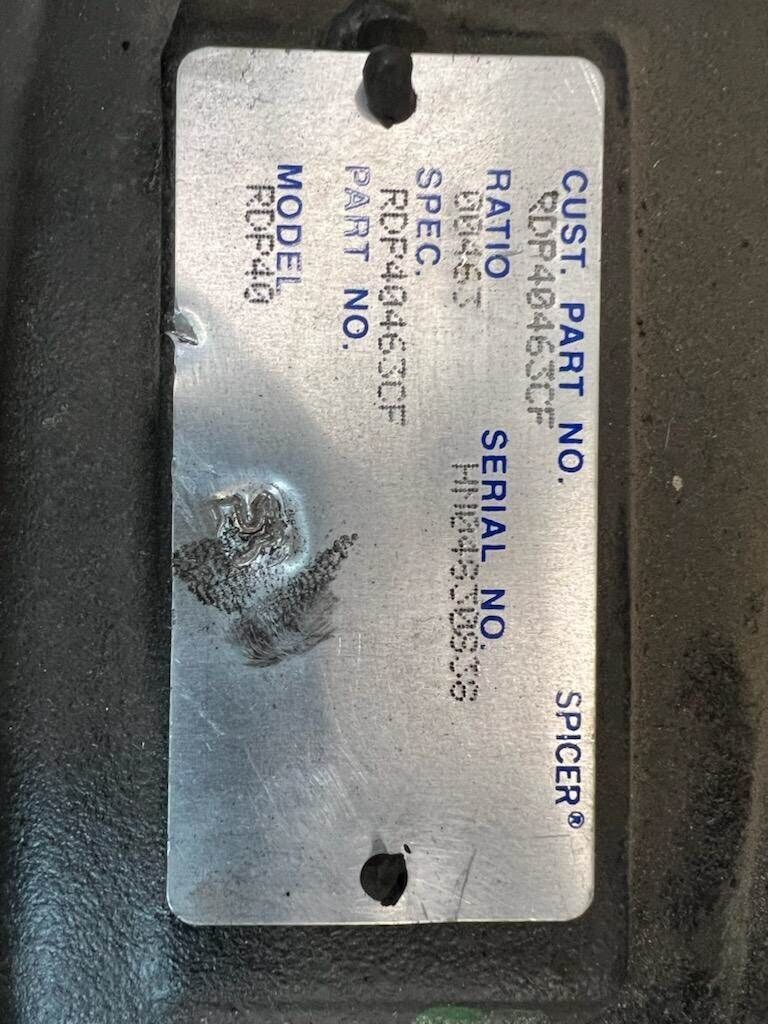 CUST. PART NO. SPICER®
RDP40463CF
RATIO SERIAL NO.
00463
SPEC.
RDP40463CF
PART NO.
MODEL
RDP40